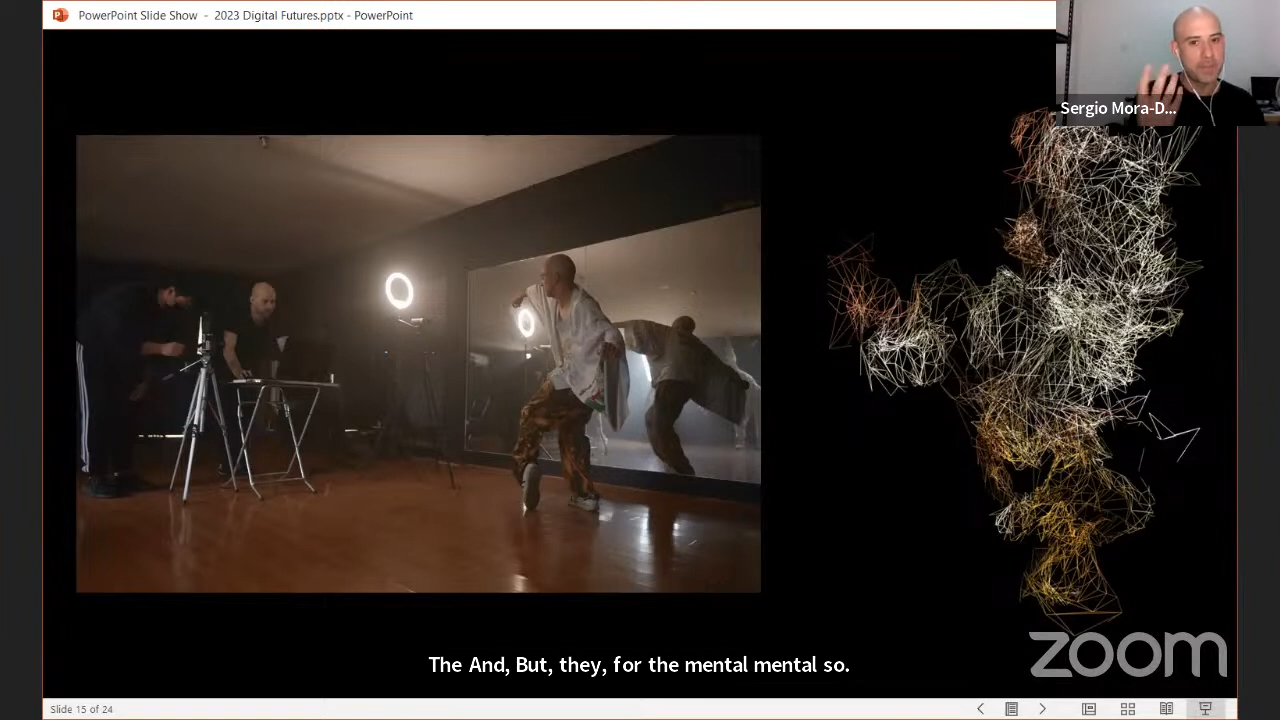 PowerPoint Slide Show - 2023 Digital Futures.pptx - PowerPoint
Sergio Mora-D...
The And, But, they, for the mental mental so.
zoom
Slide 15 of 24